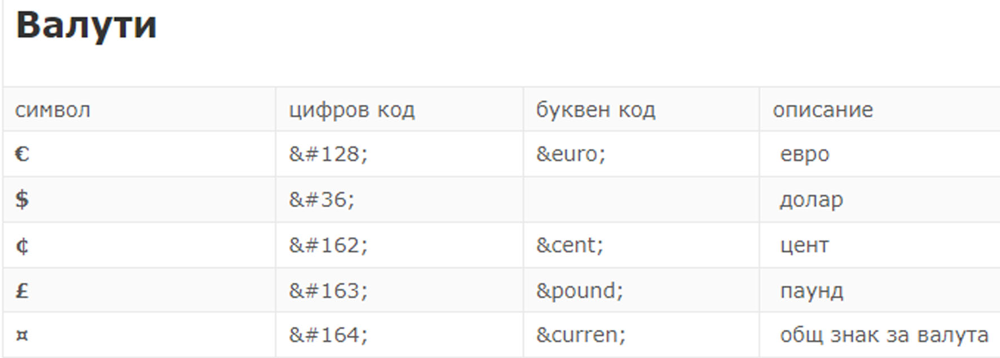 Валути
символ цифров код буквен код описание
€ &#128; &euro; евро
$ &#36; долар
¢ &#162; &cent; цент
£ &#163; &pound; паунд
¤ &#164; &curren; общ знак за валута